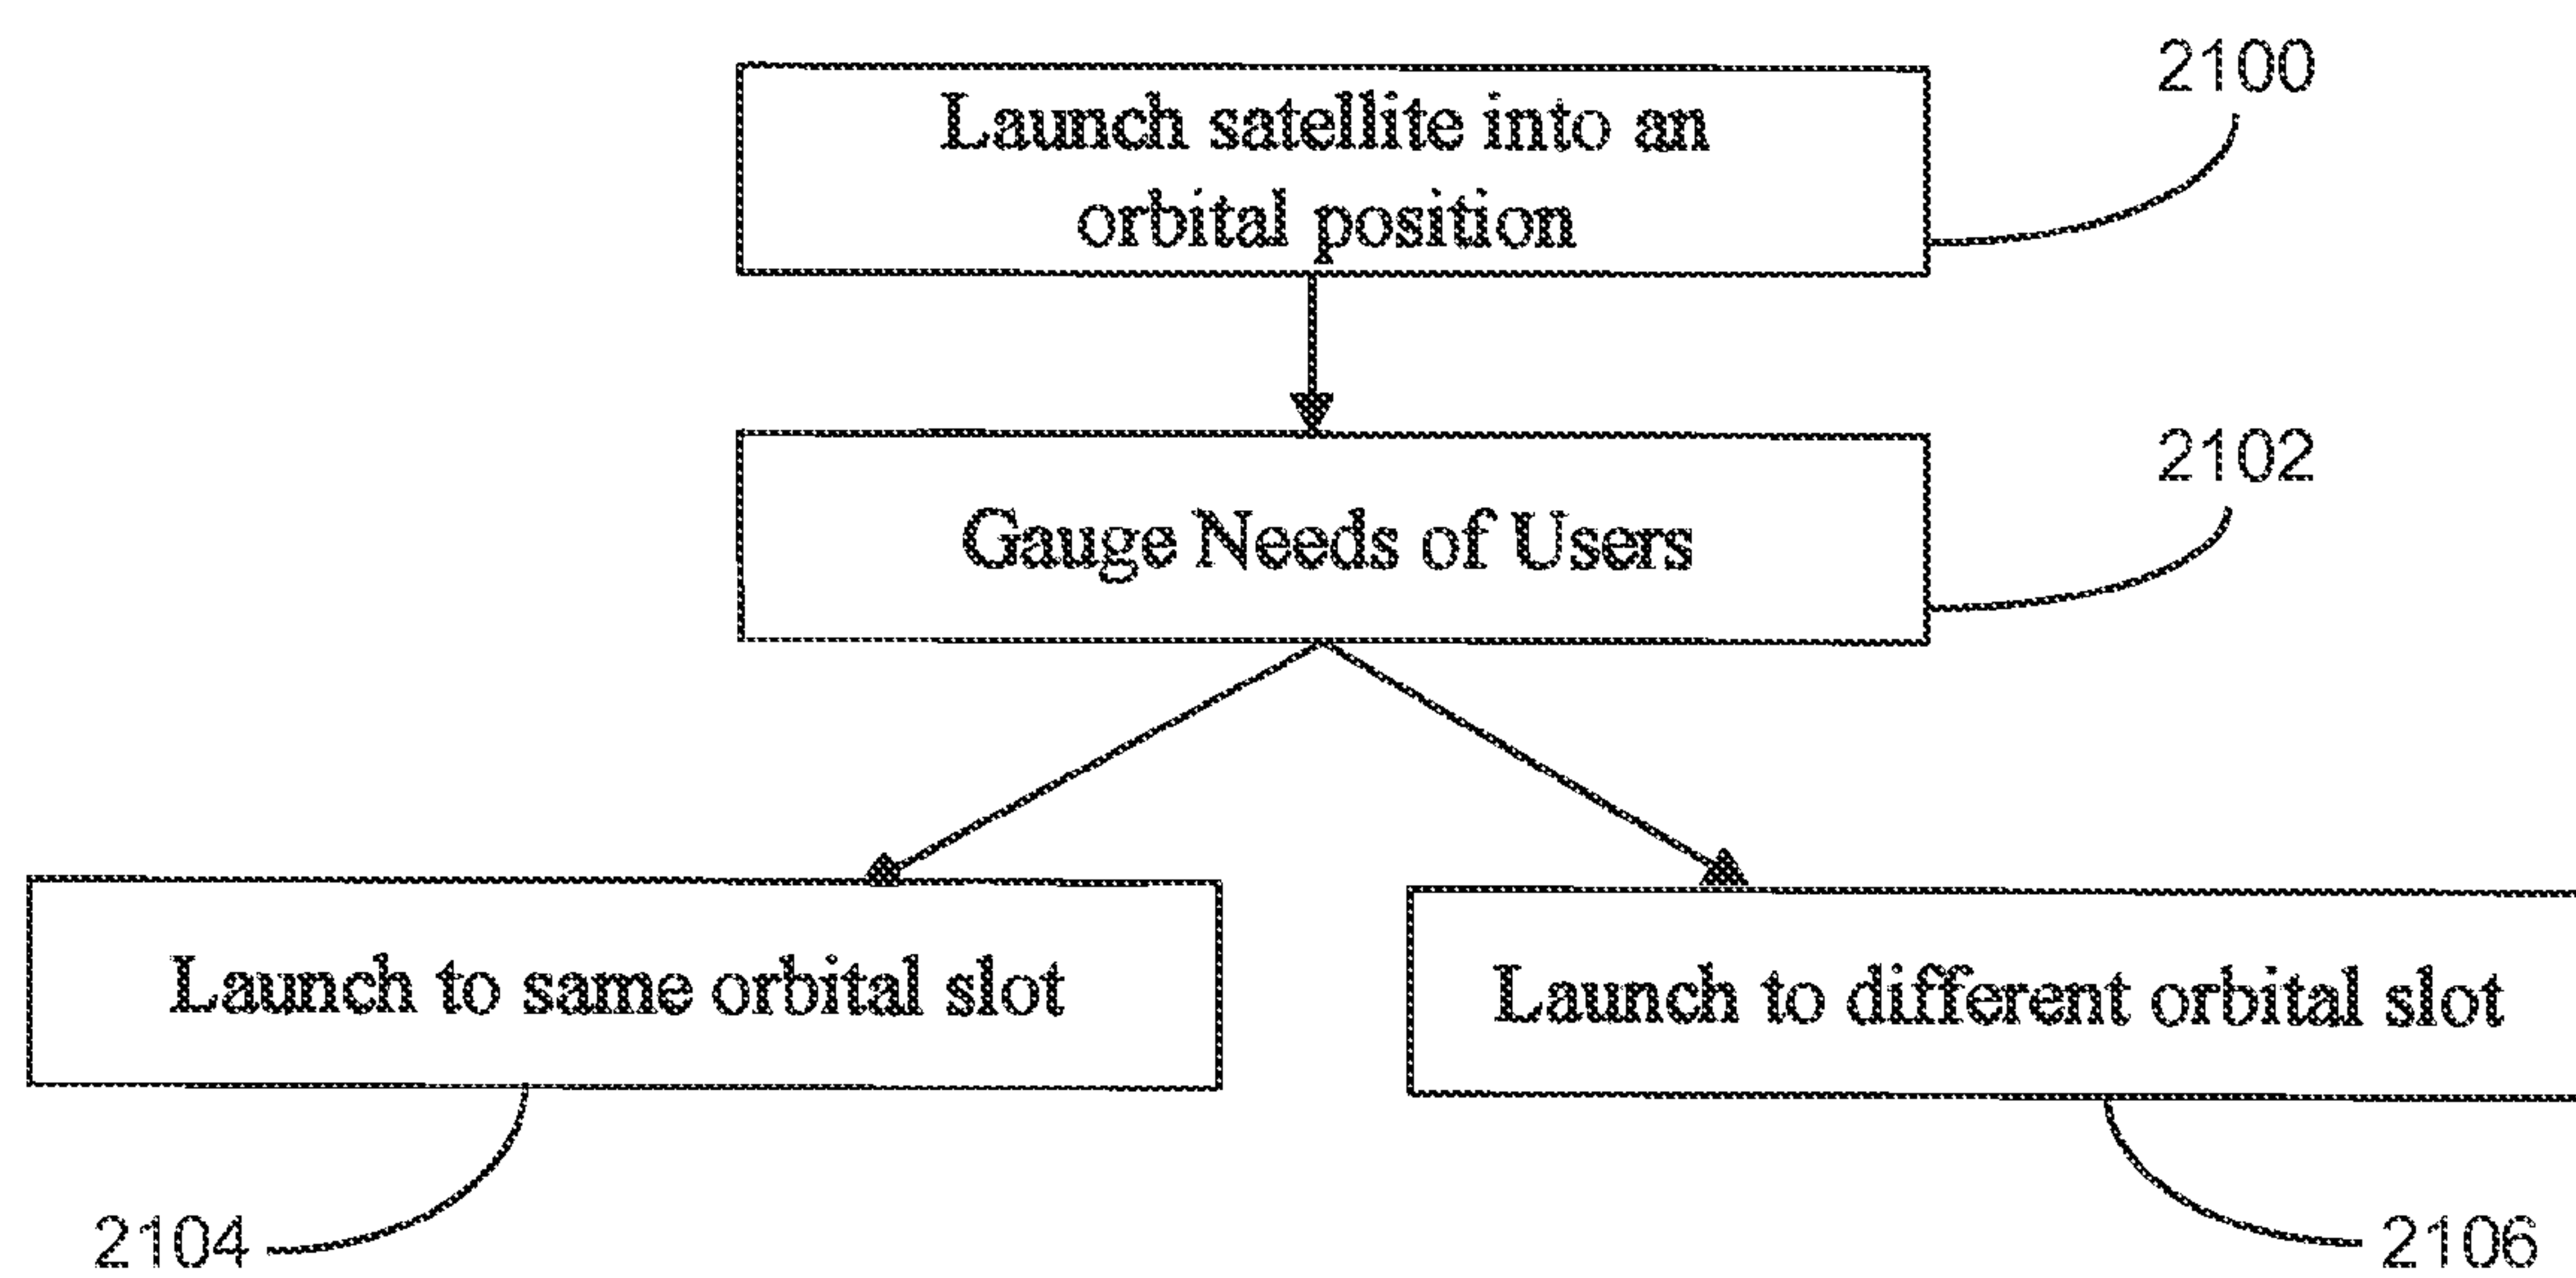 2100
Launch satellite into an
orbital position
2102
Gauge Needs of Users
Launch to same orbital slot
Launch to different orbital slot
2104
2106